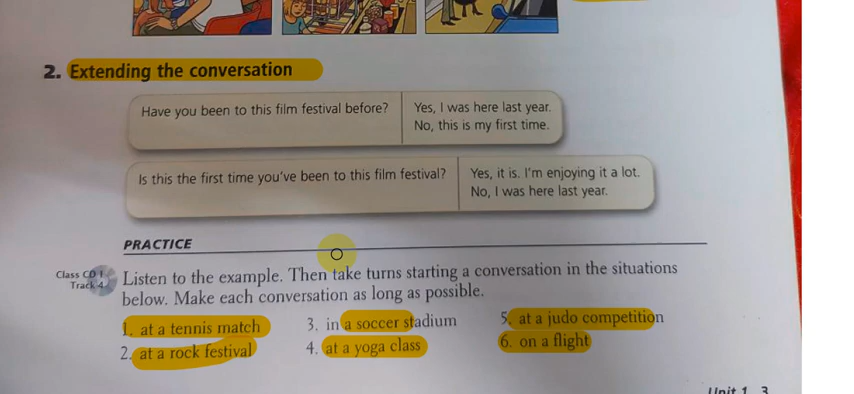 2. Extending the conversation
Have you been to this film festival before? Yes, I was here last year.
No, this is my first time.
Is this the first time you've been to this film festival? Yes, it is. I'm enjoying it a lot.
No, I was here last year.
PRACTICE
Class CD 1
Track 4
Listen to the example. Then take turns starting a conversation in the situations
below. Make each conversation as long as possible.
1. at a tennis match 3. in a soccer stadium 5. at a judo competition
2. at a rock festival 4. at a yoga class 6. on a flight
Unit 1 3